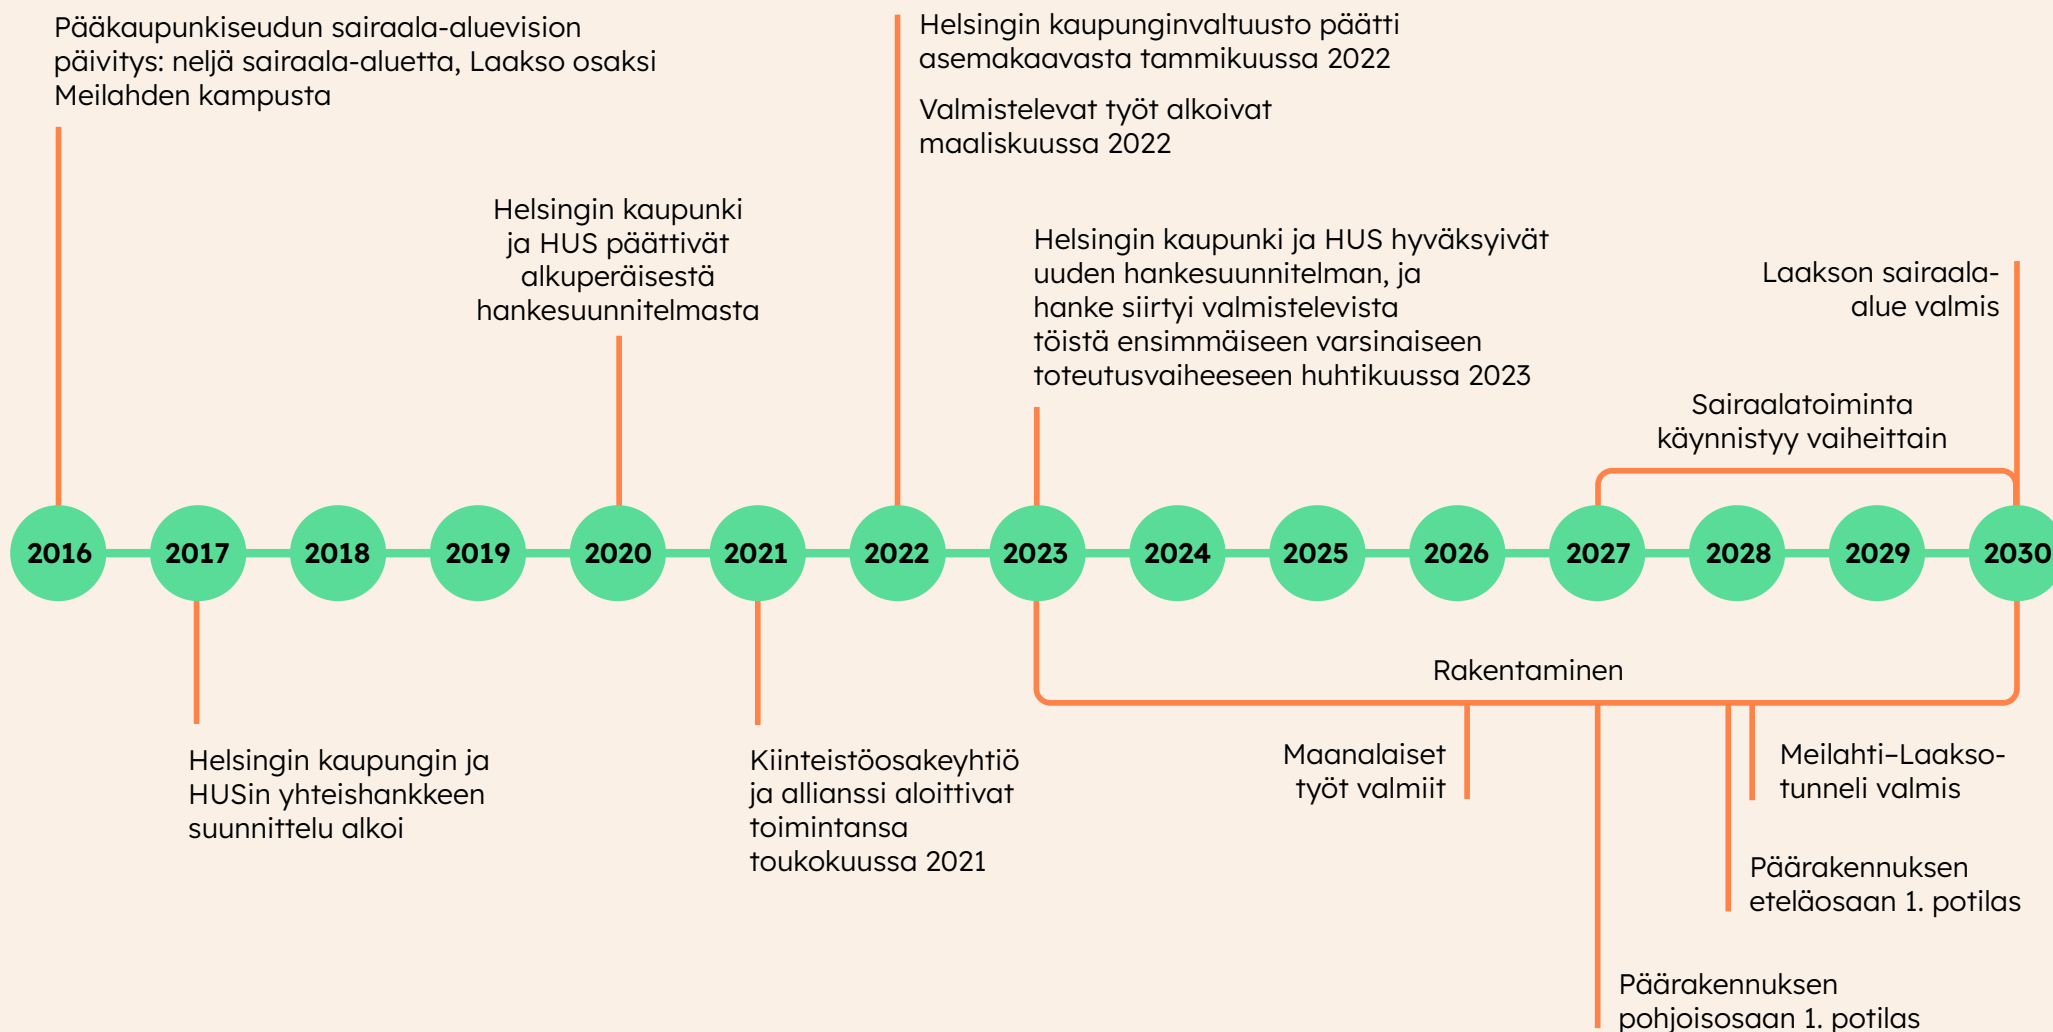 Pääkaupunkiseudun sairaala-aluevision
päivitys: neljä sairaala-aluetta, Laakso osaksi
Meilahden kampusta
Helsingin kaupunginvaltuusto päätti
asemakaavasta tammikuussa 2022
Valmistelevat työt alkoivat
maaliskuussa 2022
Helsingin kaupunki
ja HUS päättivät
alkuperäisestä
hankesuunnitelmasta
Helsingin kaupunki ja HUS hyväksyivät
uuden hankesuunnitelman, ja
hanke siirtyi valmistelevista
töistä ensimmäiseen varsinaiseen
toteutusvaiheeseen huhtikuussa 2023
Laakson sairaala-
alue valmis
Sairaalatoiminta
käynnistyy vaiheittain
2016 2017 2018 2019 2020 2021 2022 2023 2024 2025 2026 2027 2028 2029 2030
Rakentaminen
Helsingin kaupungin ja
HUSin yhteishankkeen
suunnittelu alkoi
Kiinteistöosakeyhtiö
ja allianssi aloittivat
toimintansa
toukokuussa 2021
Maanalaiset
työt valmiit
Meilahti–Laakso-
tunneli valmis
Päärakennuksen
eteläosaan 1. potilas
Päärakennuksen
pohjoisosaan 1. potilas